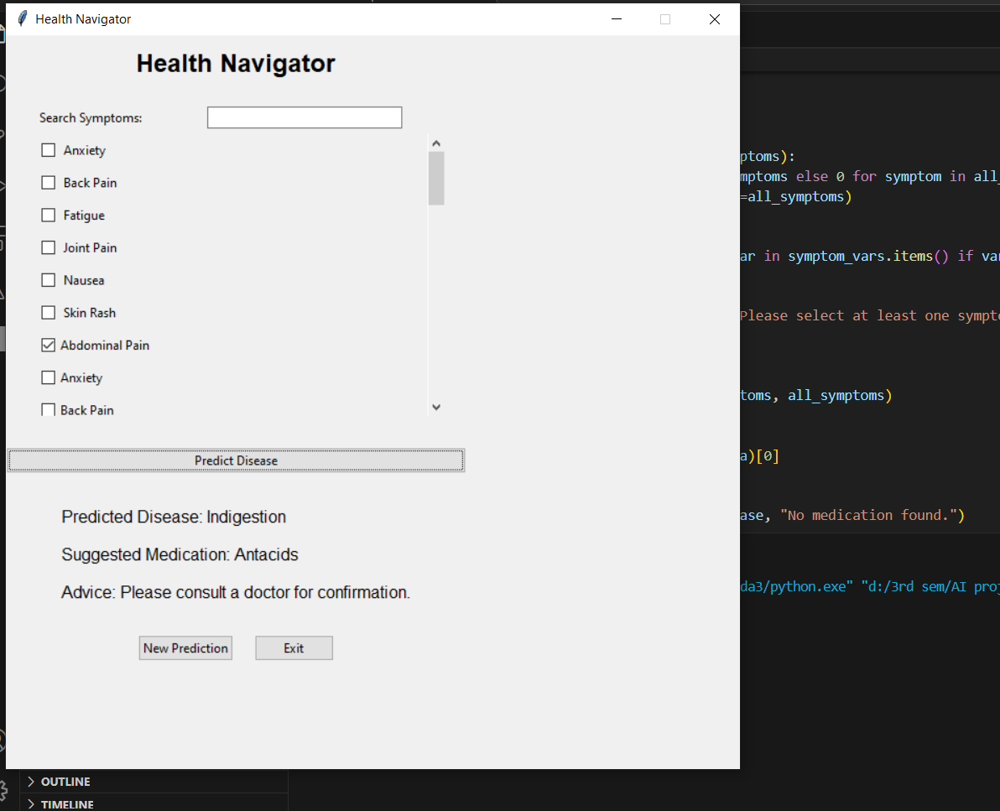 Health Navigator
Health Navigator
Search Symptoms:
Anxiety
Back Pain
Fatigue
Joint Pain
Nausea
Skin Rash
Abdominal Pain
Anxiety
Back Pain
Predict Disease
Predicted Disease: Indigestion
Suggested Medication: Antacids
Advice: Please consult a doctor for confirmation.
New Prediction Exit
ptoms):
mptoms else 0 for symptom in all_
=all_symptoms)
ar in symptom_vars.items() if va
Please select at least one sympt
toms, all_symptoms)
a)[0]
ase, "No medication found.")
da3/python.exe" "d:/3rd sem/AI proj
OUTLINE
TIMELINE